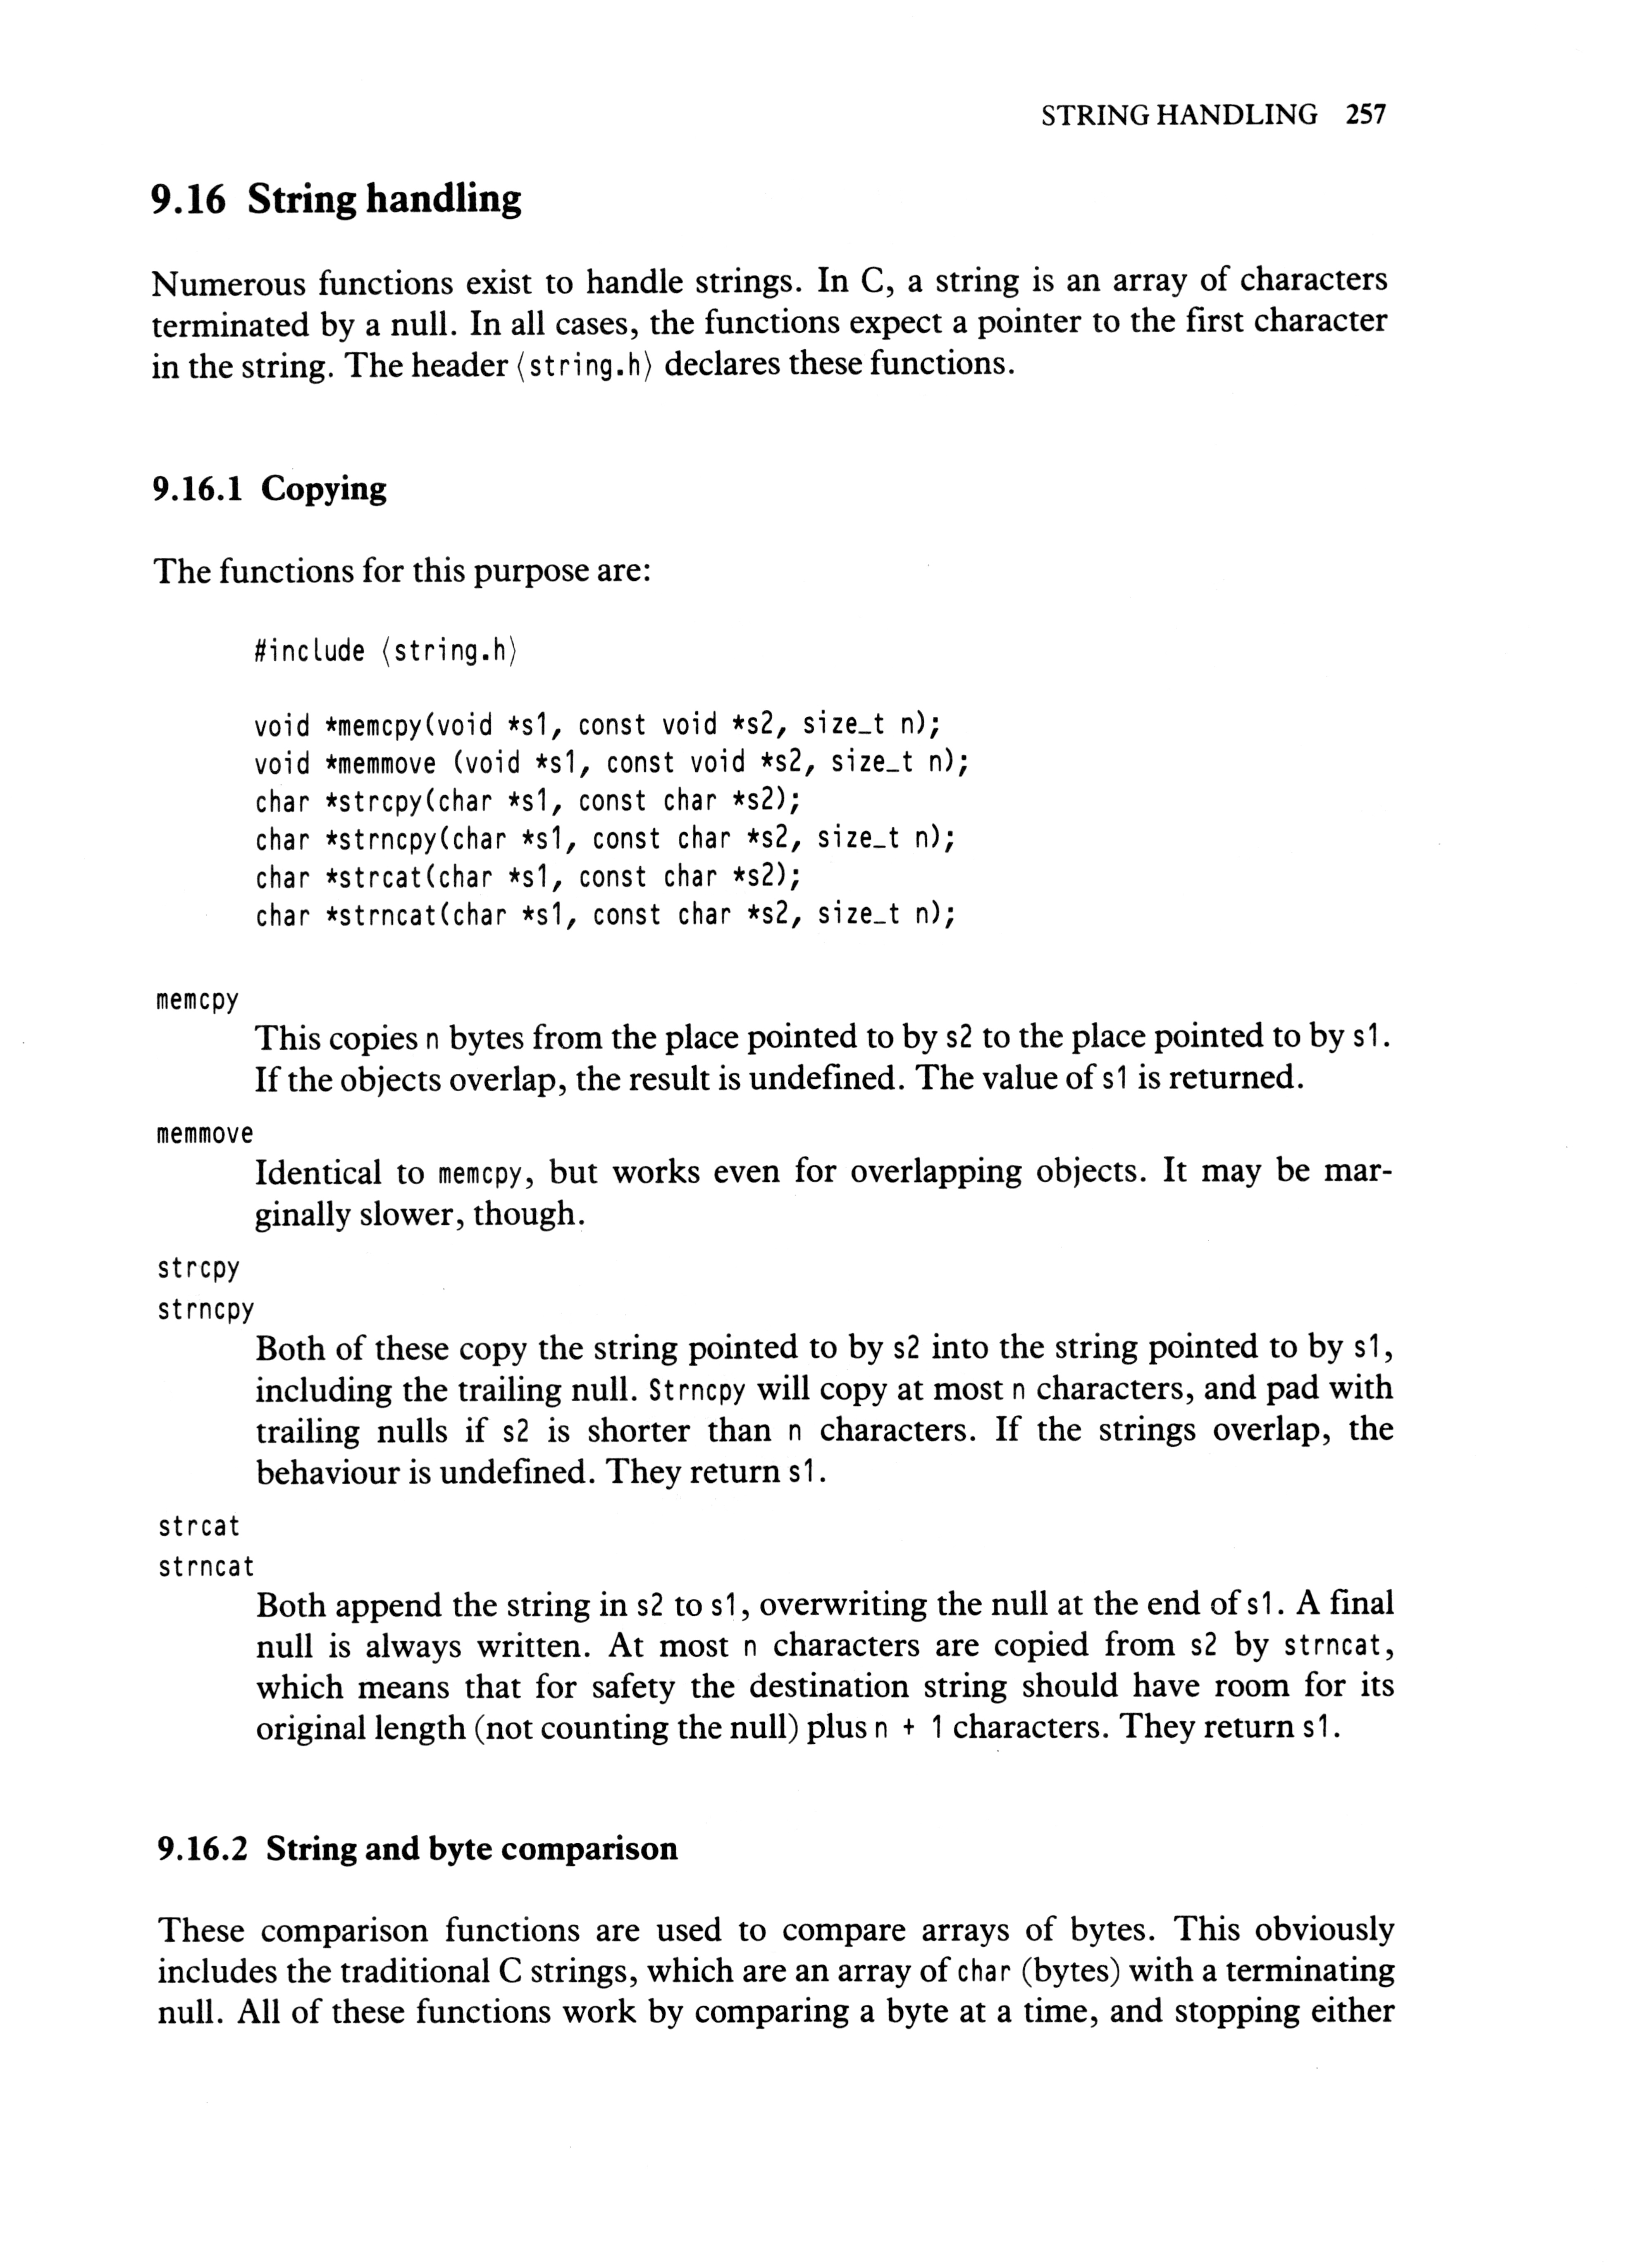 STRING HANDLING 257
9.16 String handling
Numerous functions exist to handle strings. In C, a string is an array of characters
terminated by a null. In all cases, the functions expect a pointer to the first character
in the string. The header ⟨string.h⟩ declares these functions.
9.16.1 Copying
The functions for this purpose are:
#include ⟨string.h⟩
void *memcpy(void *s1, const void *s2, size_t n);
void *memmove (void *s1, const void *s2, size_t n);
char *strcpy(char *s1, const char *s2);
char *strncpy(char *s1, const char *s2, size_t n);
char *strcat(char *s1, const char *s2);
char *strncat(char *s1, const char *s2, size_t n);
memcpy
This copies n bytes from the place pointed to by s2 to the place pointed to by s1.
If the objects overlap, the result is undefined. The value of s1 is returned.
memmove
Identical to memcpy, but works even for overlapping objects. It may be mar-
ginally slower, though.
strcpy
strncpy
Both of these copy the string pointed to by s2 into the string pointed to by s1,
including the trailing null. Strncpy will copy at most n characters, and pad with
trailing nulls if s2 is shorter than n characters. If the strings overlap, the
behaviour is undefined. They return s1.
strcat
strncat
Both append the string in s2 to s1, overwriting the null at the end of s1. A final
null is always written. At most n characters are copied from s2 by strncat,
which means that for safety the destination string should have room for its
original length (not counting the null) plus n + 1 characters. They return s1.
9.16.2 String and byte comparison
These comparison functions are used to compare arrays of bytes. This obviously
includes the traditional C strings, which are an array of char (bytes) with a terminating
null. All of these functions work by comparing a byte at a time, and stopping either